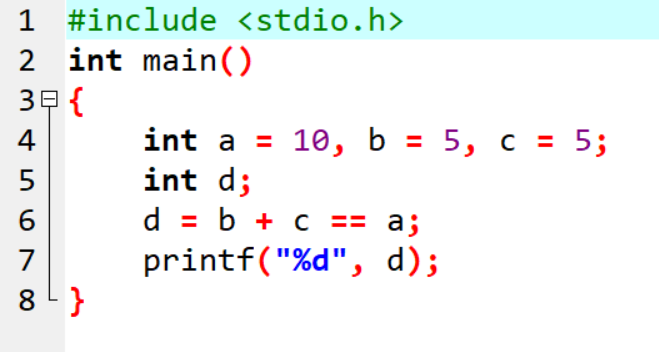 1 #include <stdio.h>
2 int main()
3 {
4 int a = 10, b = 5, c = 5;
5 int d;
6 d = b + c == a;
7 printf("%d", d);
8 }